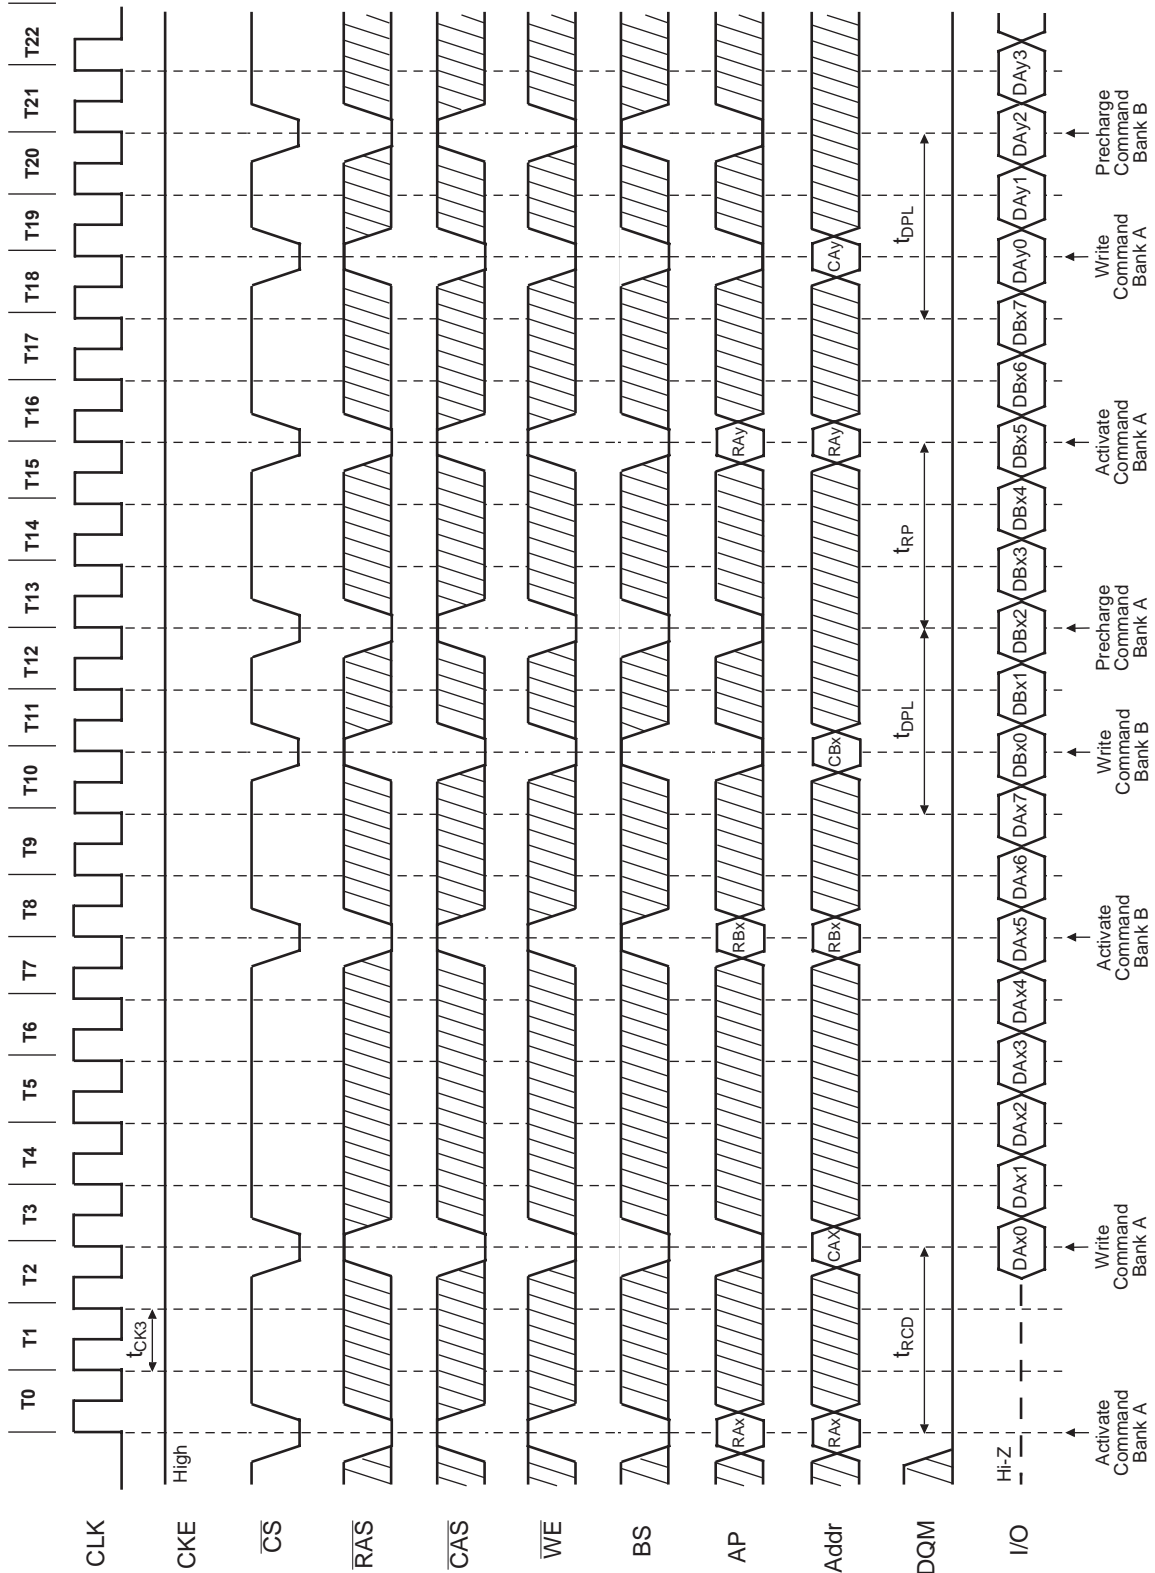 T0 T1 T2 T3 T4 T5 T6 T7 T8 T9 T10 T11 T12 T13 T14 T15 T16 T17 T18 T19 T20 T21 T22
CLK
tCK3
CKE
High
CS
RAS
CAS
WE
BS
AP
RAx RBx RAy
Addr
RAx CAX RBx CBx RAy CAy
DQM
tRCD tDPL tRP tDPL
I/O
Hi-Z
DAx0 DAx1 DAx2 DAx3 DAx4 DAx5 DAx6 DAx7 DBx0 DBx1 DBx2 DBx3 DBx4 DBx5 DBx6 DBx7 DAy0 DAy1 DAy2 DAy3
Activate
Command
Bank A
Write
Command
Bank A
Activate
Command
Bank B
Write
Command
Bank B
Precharge
Command
Bank A
Activate
Command
Bank A
Write
Command
Bank A
Precharge
Command
Bank B